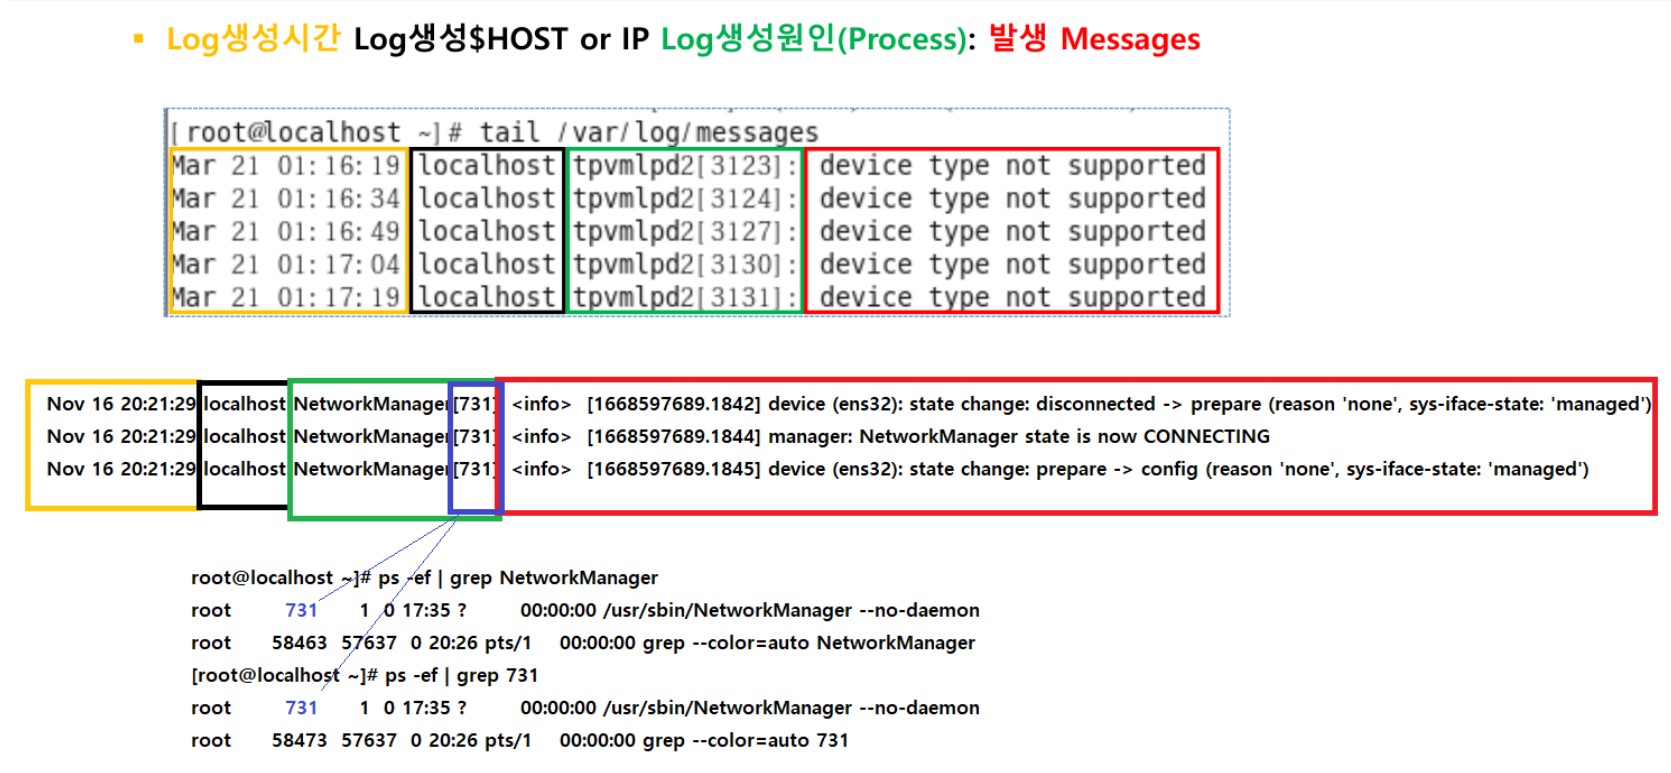 ▪ Log생성시간 Log생성$HOST or IP Log생성원인(Process): 발생 Messages
[root@localhost ~]# tail /var/log/messages
Mar 21 01:16:19 localhost tpvmlpd2[3123]: device type not supported
Mar 21 01:16:34 localhost tpvmlpd2[3124]: device type not supported
Mar 21 01:16:49 localhost tpvmlpd2[3127]: device type not supported
Mar 21 01:17:04 localhost tpvmlpd2[3130]: device type not supported
Mar 21 01:17:19 localhost tpvmlpd2[3131]: device type not supported
Nov 16 20:21:29 localhost NetworkManager[731] <info> [1668597689.1842] device (ens32): state change: disconnected -> prepare (reason 'none', sys-iface-state: 'managed')
Nov 16 20:21:29 localhost NetworkManager[731] <info> [1668597689.1844] manager: NetworkManager state is now CONNECTING
Nov 16 20:21:29 localhost NetworkManager[731] <info> [1668597689.1845] device (ens32): state change: prepare -> config (reason 'none', sys-iface-state: 'managed')
root@localhost ~]# ps -ef | grep NetworkManager
root 731 1 0 17:35 ? 00:00:00 /usr/sbin/NetworkManager --no-daemon
root 58463 57637 0 20:26 pts/1 00:00:00 grep --color=auto NetworkManager
[root@localhost ~]# ps -ef | grep 731
root 731 1 0 17:35 ? 00:00:00 /usr/sbin/NetworkManager --no-daemon
root 58473 57637 0 20:26 pts/1 00:00:00 grep --color=auto 731